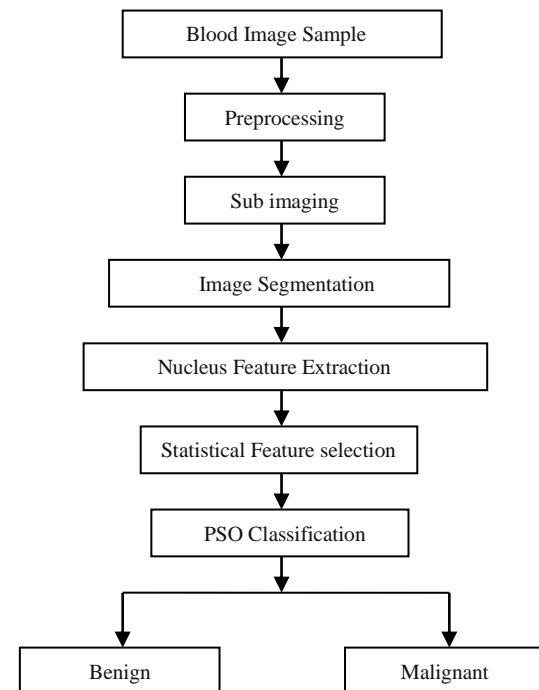 Blood Image Sample
Preprocessing
Sub imaging
Image Segmentation
Nucleus Feature Extraction
Statistical Feature selection
PSO Classification
Benign
Malignant